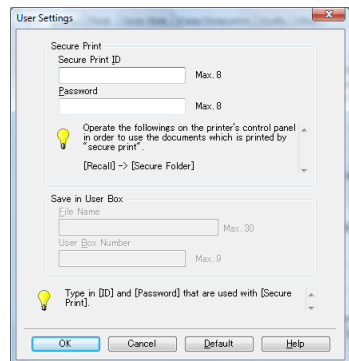 User Settings
Secure Print
Secure Print ID
Max. 8
Password
Max. 8
Operate the followings on the printer's control panel
in order to use the documents which is printed by
"secure print".
[Recall] -> [Secure Folder]
Save in User Box
File Name
Max. 30
User Box Number
Max. 9
Type in [ID] and [Password] that are used with [Secure
Print].
OK Cancel Default Help